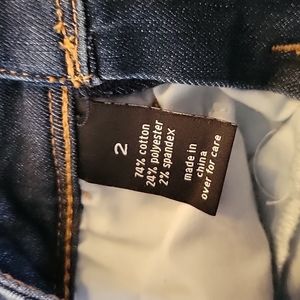 2
74% cotton
24% polyester
2% spandex
made in
china
over for care